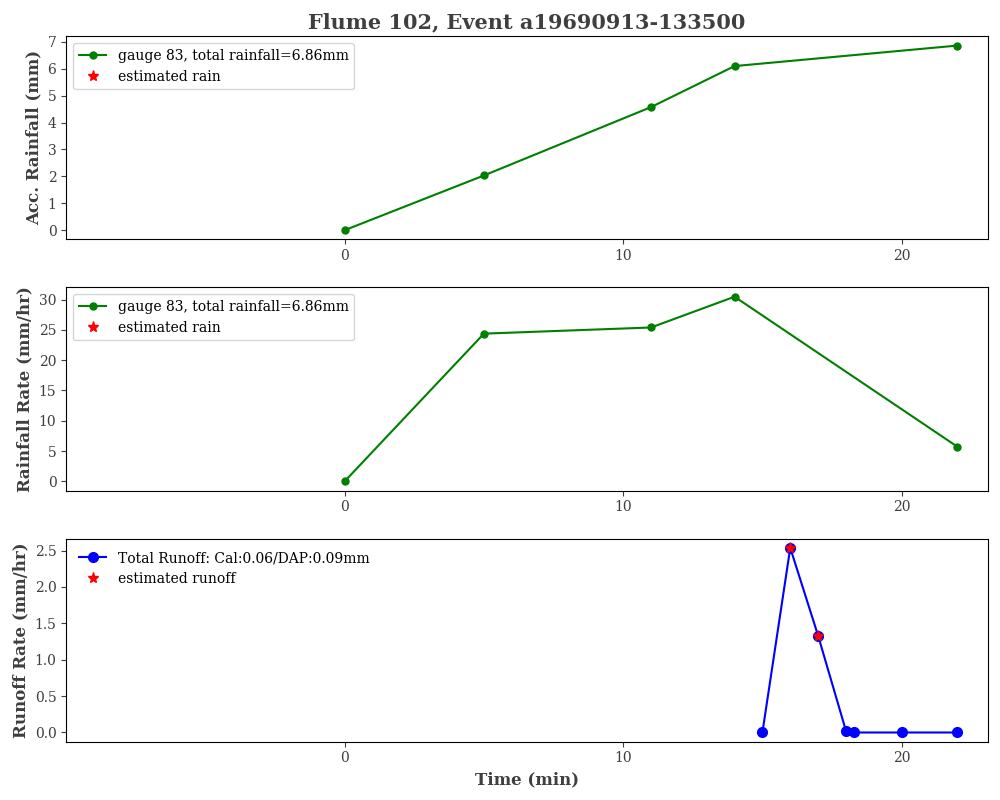 Flume 102, Event a19690913-133500
Acc. Rainfall (mm)
7
6
5
4
3
2
1
0
gauge 83, total rainfall=6.86mm
estimated rain
0
10
20
Rainfall Rate (mm/hr)
30
25
20
15
10
5
0
gauge 83, total rainfall=6.86mm
estimated rain
0
10
20
Runoff Rate (mm/hr)
2.5
2.0
1.5
1.0
0.5
0.0
Total Runoff: Cal:0.06/DAP:0.09mm
estimated runoff
0
10
20
Time (min)